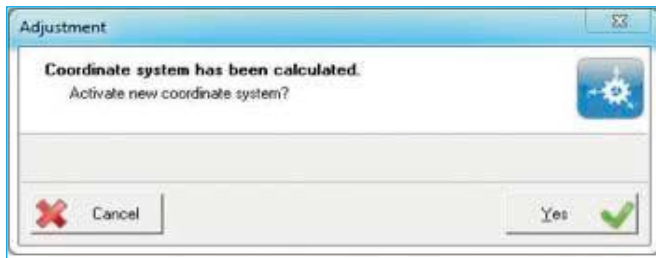 Adjustment
Coordinate system has been calculated.
Activate new coordinate system?
Cancel
Yes